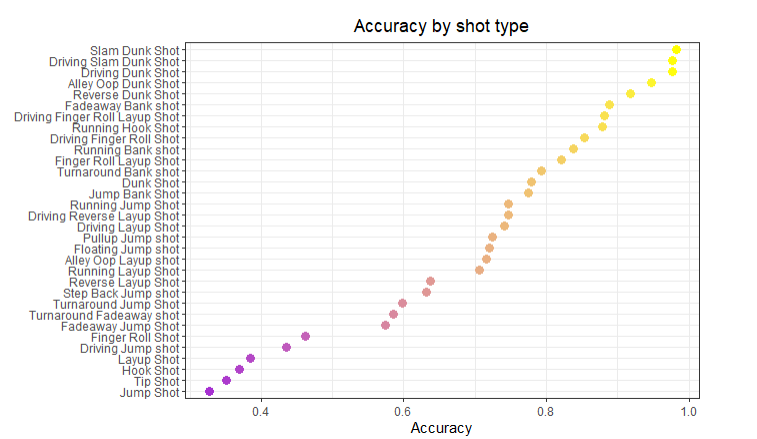 Accuracy by shot type
Slam Dunk Shot
Driving Slam Dunk Shot
Driving Dunk Shot
Alley Oop Dunk Shot
Reverse Dunk Shot
Fadeaway Bank shot
Driving Finger Roll Layup Shot
Running Hook Shot
Driving Finger Roll Shot
Running Bank shot
Finger Roll Layup Shot
Turnaround Bank shot
Dunk Shot
Jump Bank Shot
Running Jump Shot
Driving Reverse Layup Shot
Driving Layup Shot
Pullup Jump shot
Floating Jump shot
Alley Oop Layup shot
Running Layup Shot
Reverse Layup Shot
Step Back Jump shot
Turnaround Jump Shot
Turnaround Fadeaway shot
Fadeaway Jump Shot
Finger Roll Shot
Driving Jump shot
Layup Shot
Hook Shot
Tip Shot
Jump Shot
0.4 0.6 0.8 1.0
Accuracy